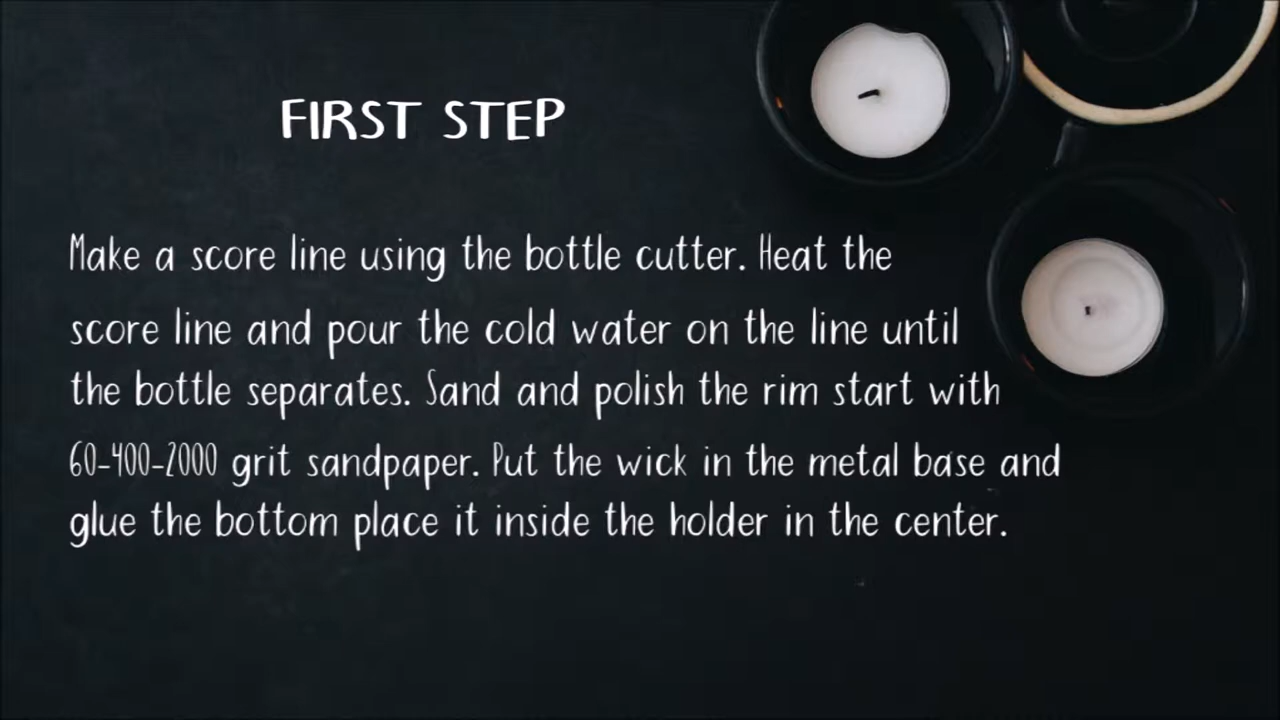 FIRST STEP
Make a score line using the bottle cutter. Heat the
score line and pour the cold water on the line until
the bottle separates. Sand and polish the rim start with
60-400-2000 grit sandpaper. Put the wick in the metal base and
glue the bottom place it inside the holder in the center.